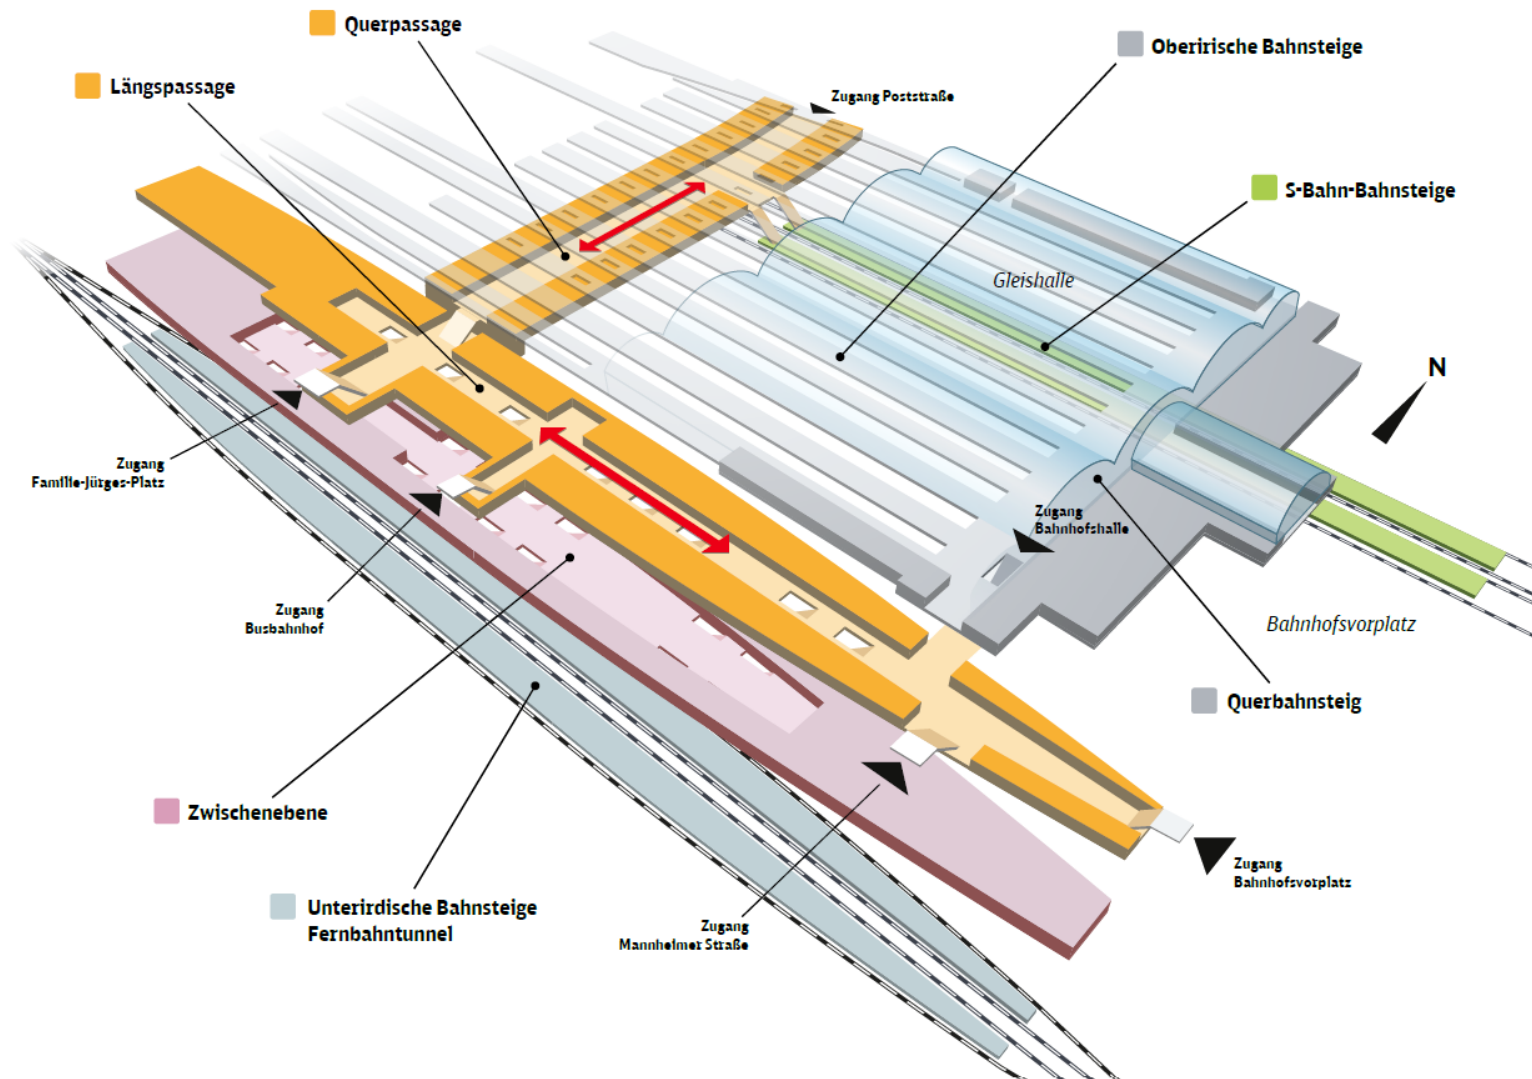 Querpassage
Oberirische Bahnsteige
Längspassage
Zugang Poststraße
S-Bahn-Bahnsteige
Gleishalle
N
Zugang
Familie-Jürges-Platz
Zugang
Bahnhofshalle
Zugang
Busbahnhof
Bahnhofsvorplatz
Querbahnsteig
Zwischenebene
Zugang
Bahnhofsvorplatz
Unterirdische Bahnsteige
Fernbahntunnel
Zugang
Mannheimer Straße